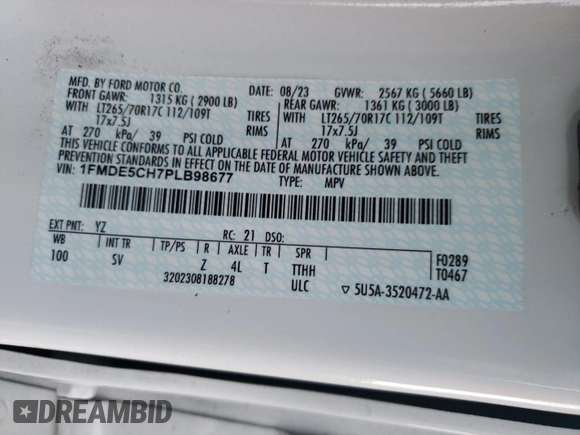 MFD. BY FORD MOTOR CO.
DATE: 08/23 GVWR: 2567 KG ( 5660 LB)
FRONT GAWR: 1315 KG ( 2900 LB) REAR GAWR: 1361 KG ( 3000 LB)
WITH LT265/70R17C 112/109T TIRES WITH LT265/70R17C 112/109T TIRES
17x7.5J RIMS 17x7.5J RIMS
AT 270 kPa/ 39 PSI COLD AT 270 kPa/ 39 PSI COLD
THIS VEHICLE CONFORMS TO ALL APPLICABLE FEDERAL MOTOR VEHICLE SAFETY AND THEFT
PREVENTION STANDARDS IN EFFECT ON THE DATE OF MANUFACTURE SHOWN ABOVE.
VIN: 1FMDE5CH7PLB98677 TYPE: MPV
EXT PNT: YZ RC: 21 DSO:
WB INT TR TP/PS R AXLE TR SPR F0289
100 SV Z 4L T TTHH T0467
3202308188278 ULC ▽ 5U5A-3520472-AA
DREAMBID